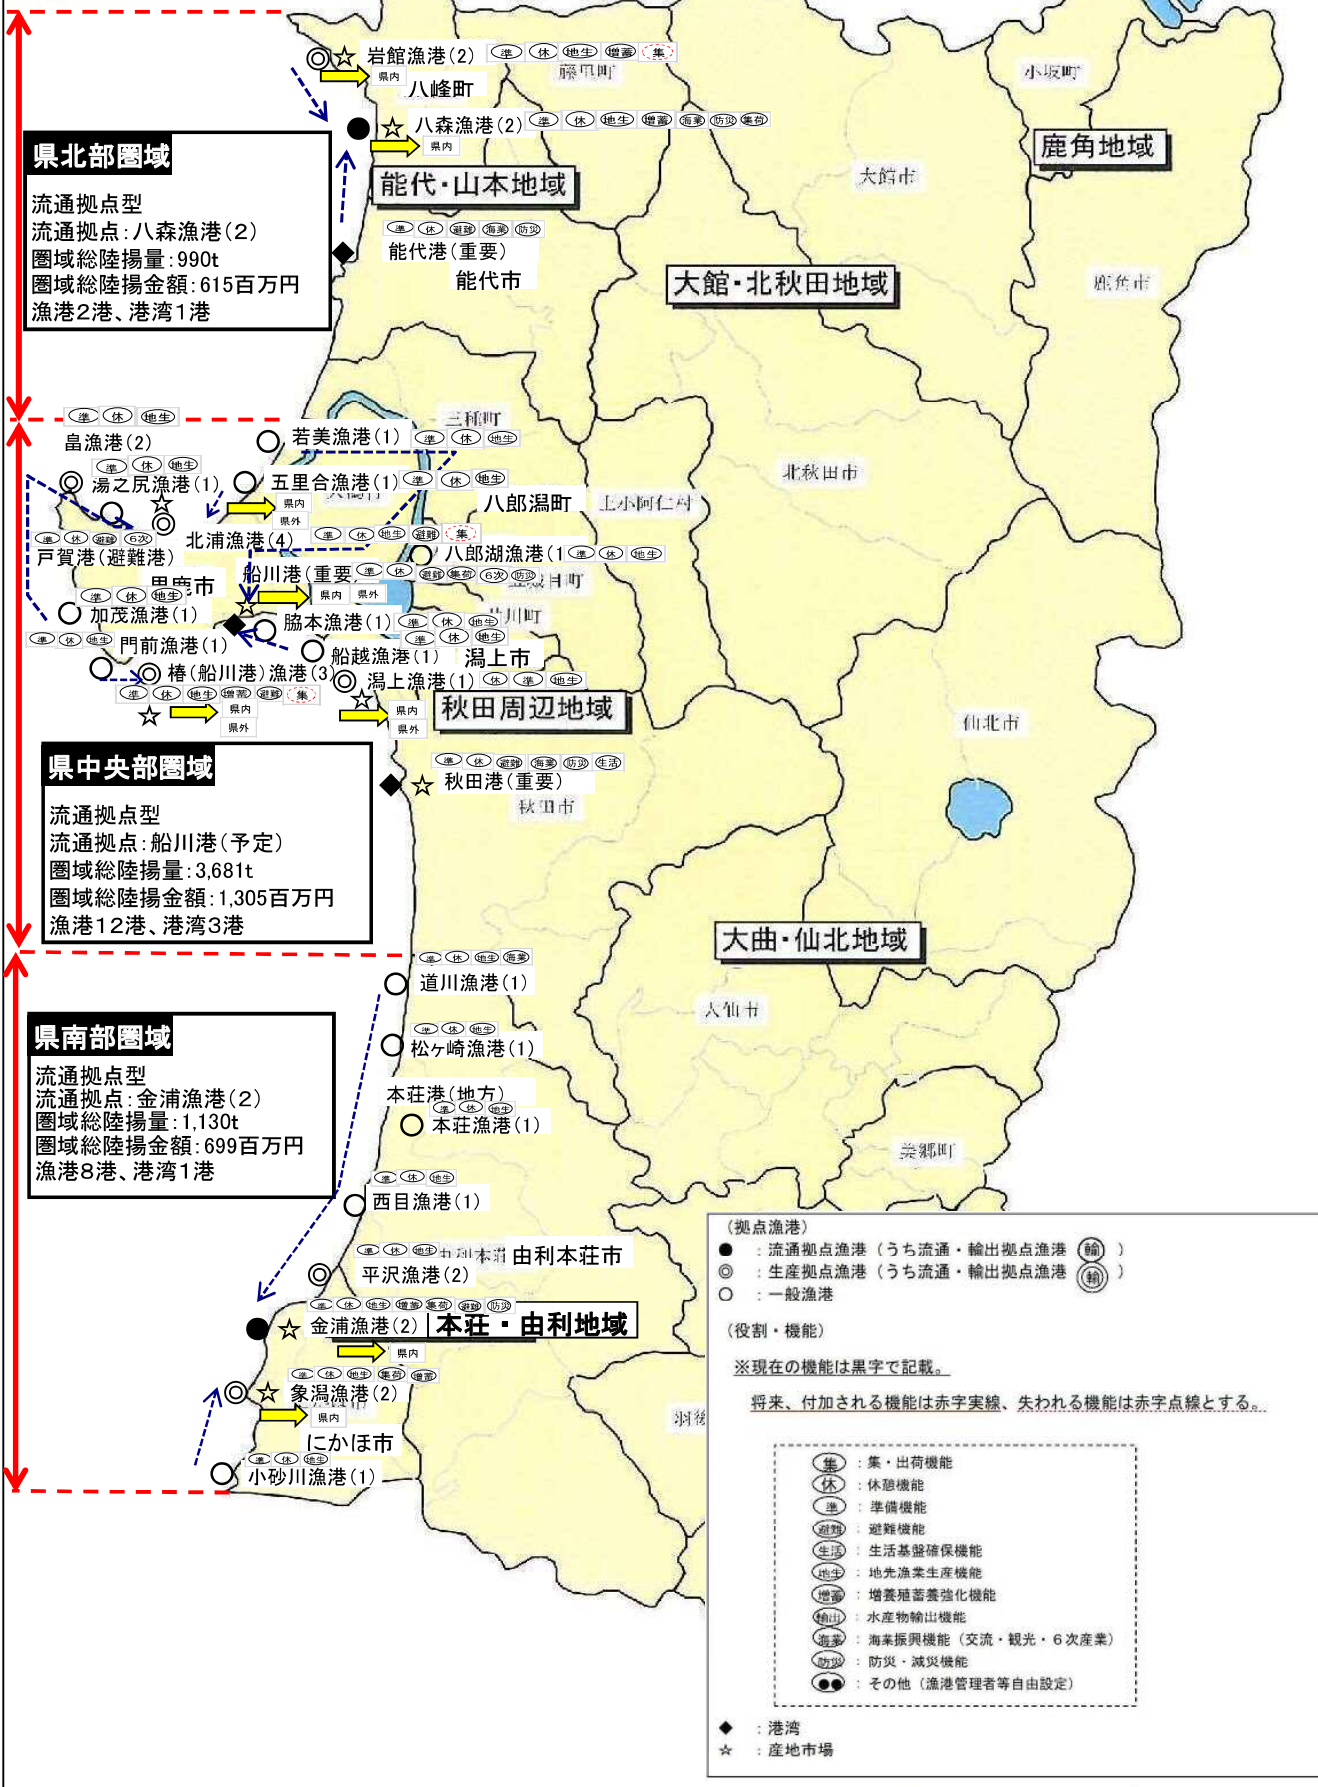 岩館漁港(2) 準 休 地生 増蓄 集
県内
藤里町
小坂町
八峰町
八森漁港(2) 準 休 地生 増蓄 海業 防災 集荷
県内
鹿角地域
県北部圏域
流通拠点型
流通拠点:八森漁港(2)
圏域総陸揚量:990t
圏域総陸揚金額:615百万円
漁港2港、港湾1港
能代・山本地域
大館市
準 休 避難 海業 防災
能代港(重要)
能代市
大館・北秋田地域
鹿角市
三種町
準 休 地生
畠漁港(2)
若美漁港(1) 準 休 地生
準 休 地生
湯之尻漁港(1)
五里合漁港(1) 準 休 地生
県内
県外
八郎潟町
上小阿仁村
北秋田市
準 休 避難 6次
戸賀港(避難港)
北浦漁港(4) 準 休 地生 避難 集
八郎湖漁港(1 準 休 地生
男鹿市
船川港(重要 準 休 避難 集荷 6次 防災
県内 県外
準 休 地生
加茂漁港(1)
脇本漁港(1) 準 休 地生
準 休 地生
門前漁港(1)
準 休 地生
船越漁港(1)
潟上市
椿(船川港)漁港(3)
準 休 地生 増蓄 避難 集
県内
県外
潟上漁港(1) 休 準 地生
県内
県外
秋田周辺地域
仙北市
県中央部圏域
流通拠点型
流通拠点:船川港(予定)
圏域総陸揚量:3,681t
圏域総陸揚金額:1,305百万円
漁港12港、港湾3港
準 休 避難 海業 防災 生活
秋田港(重要)
秋田市
大曲・仙北地域
準 休 地生 海業
道川漁港(1)
大仙市
県南部圏域
流通拠点型
流通拠点:金浦漁港(2)
圏域総陸揚量:1,130t
圏域総陸揚金額:699百万円
漁港8港、港湾1港
準 休 地生
松ヶ崎漁港(1)
本荘港(地方)
準 休 地生
本荘漁港(1)
美郷町
準 休 地生
西目漁港(1)
準 休 地生
平沢漁港(2)
由利本荘市
準 休 地生 増蓄 集荷 避難 防災
金浦漁港(2)
本荘・由利地域
県内
準 休 地生 集荷 増蓄
象潟漁港(2)
県内
にかほ市
準 休 地生
小砂川漁港(1)
羽後
(拠点漁港)
● :流通拠点漁港(うち流通・輸出拠点漁港 輸 )
◎ :生産拠点漁港(うち流通・輸出拠点漁港 輸 )
○ :一般漁港
(役割・機能)
※現在の機能は黒字で記載。
将来、付加される機能は赤字実線、失われる機能は赤字点線とする。
集 :集・出荷機能
休 :休憩機能
準 :準備機能
避難 :避難機能
生活 :生活基盤確保機能
地生 :地先漁業生産機能
増蓄 :増養殖蓄養強化機能
輸出 :水産物輸出機能
海業 :海業振興機能(交流・観光・6次産業)
防災 :防災・減災機能
●● :その他(漁港管理者等自由設定)
◆ :港湾
☆ :産地市場